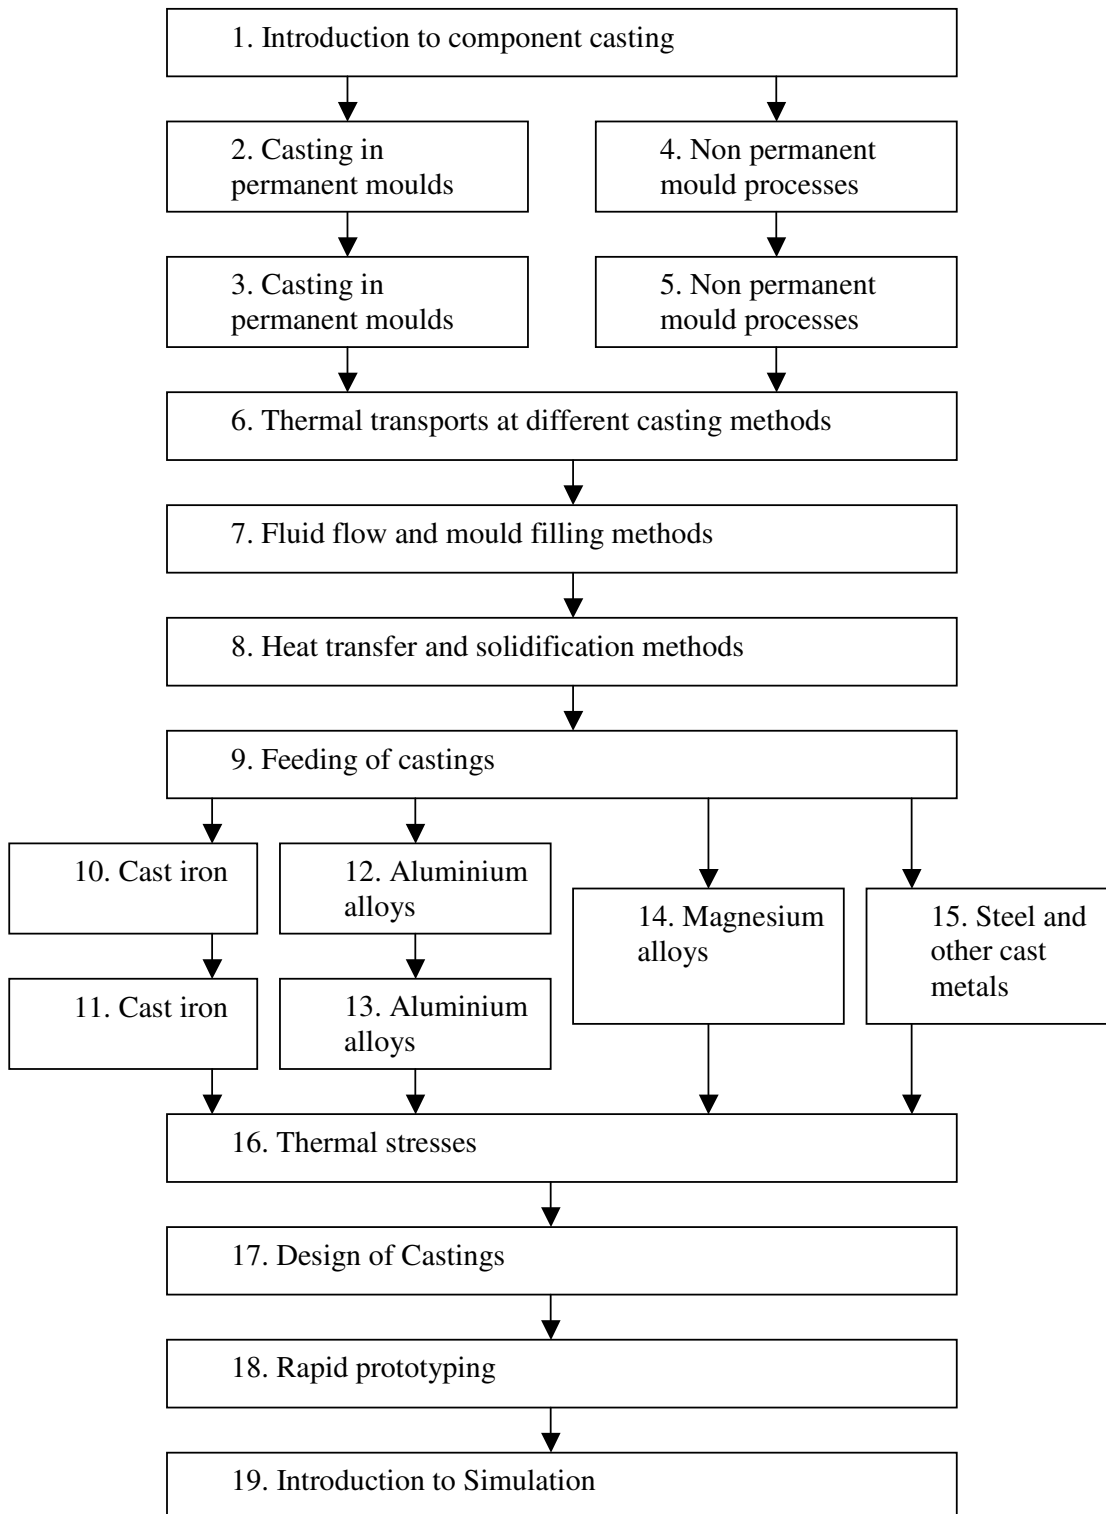 1. Introduction to component casting
2. Casting in
permanent moulds
4. Non permanent
mould processes
3. Casting in
permanent moulds
5. Non permanent
mould processes
6. Thermal transports at different casting methods
7. Fluid flow and mould filling methods
8. Heat transfer and solidification methods
9. Feeding of castings
10. Cast iron
12. Aluminium
alloys
14. Magnesium
alloys
15. Steel and
other cast
metals
11. Cast iron
13. Aluminium
alloys
16. Thermal stresses
17. Design of Castings
18. Rapid prototyping
19. Introduction to Simulation